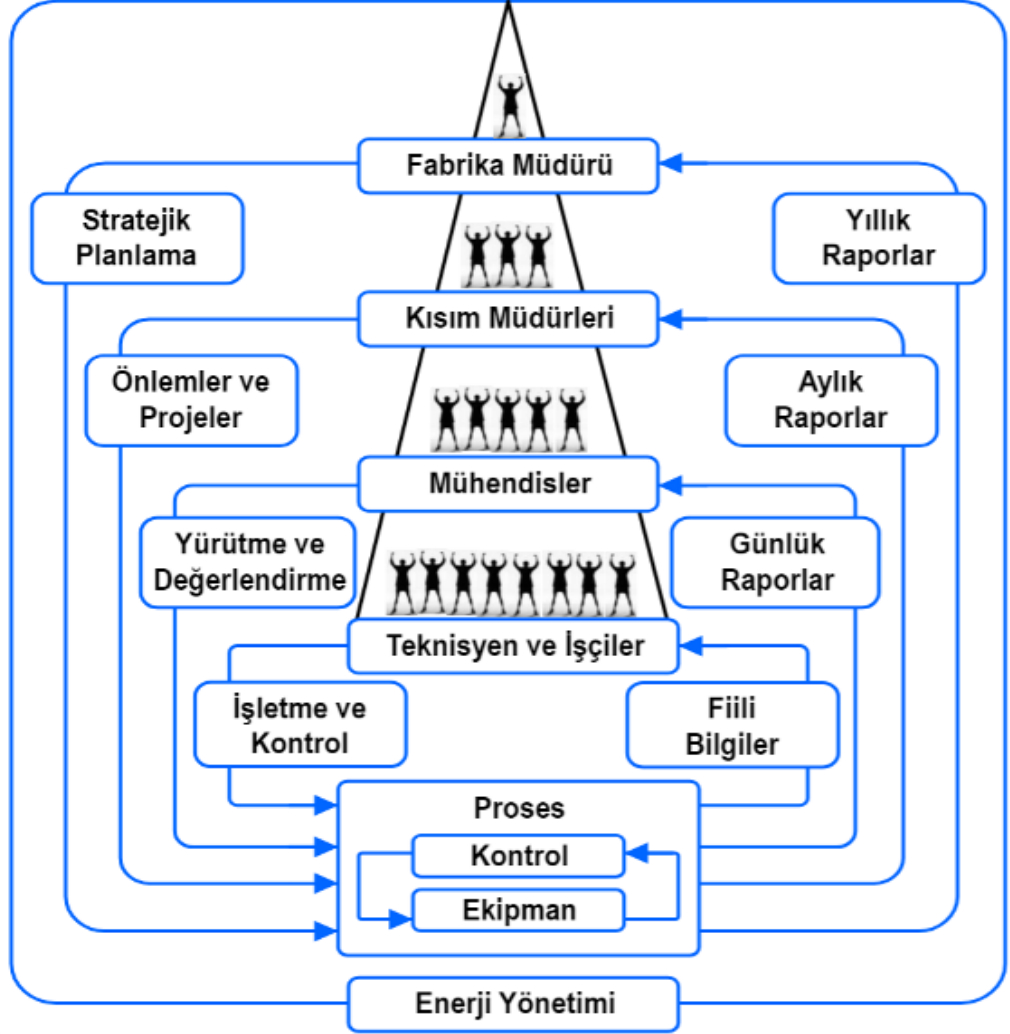 Fabrika Müdürü
Stratejik
Planlama
Yıllık
Raporlar
Kısım Müdürleri
Önlemler ve
Projeler
Aylık
Raporlar
Mühendisler
Yürütme ve
Değerlendirme
Günlük
Raporlar
Teknisyen ve İşçiler
İşletme ve
Kontrol
Fiili
Bilgiler
Proses
Kontrol
Ekipman
Enerji Yönetimi